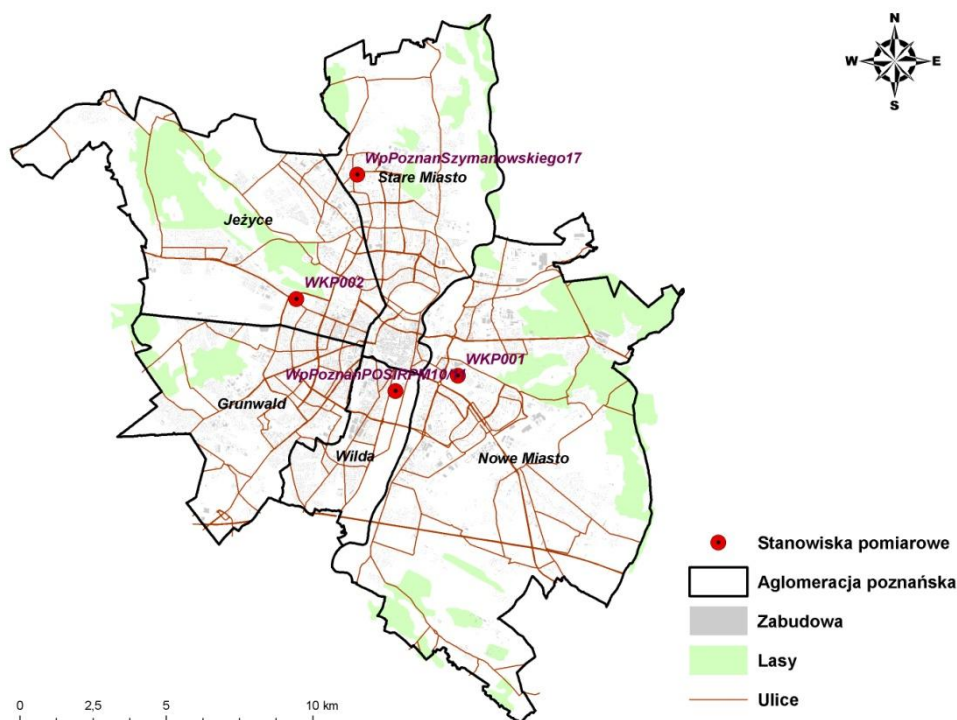 N
W E
S
WpPoznanSzymanowskiego17
Stare Miasto
Jeżyce
WKP002
WKP001
WpPoznanPOSIRPM10/
Grunwald
Wilda
Nowe Miasto
Stanowiska pomiarowe
Aglomeracja poznańska
Zabudowa
Lasy
Ulice
0 2,5 5 10 km